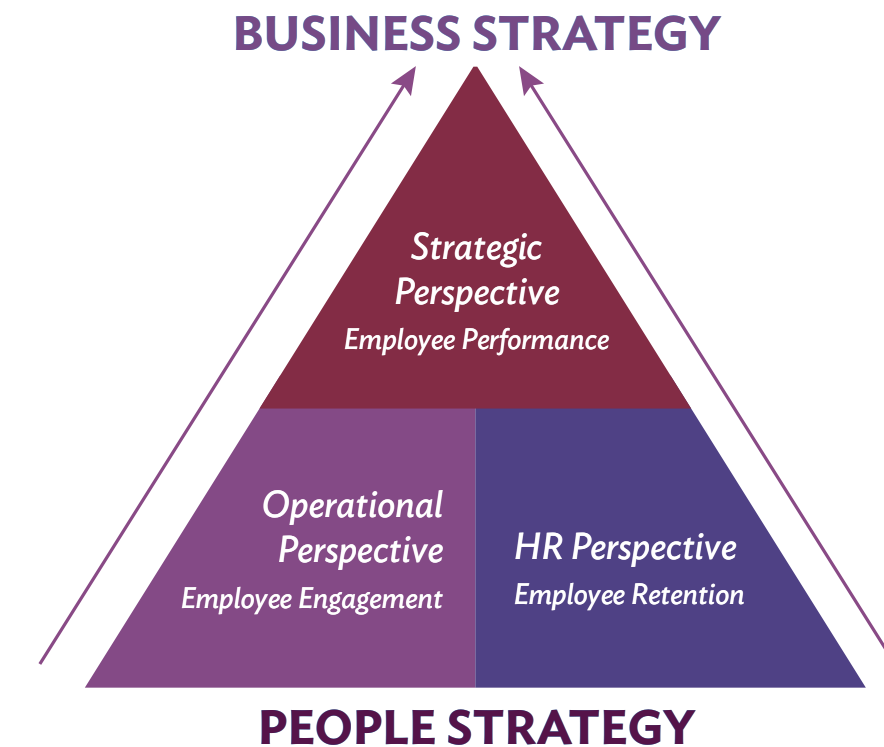 BUSINESS STRATEGY
Strategic
Perspective
Employee Performance
Operational
Perspective
Employee Engagement
HR Perspective
Employee Retention
PEOPLE STRATEGY